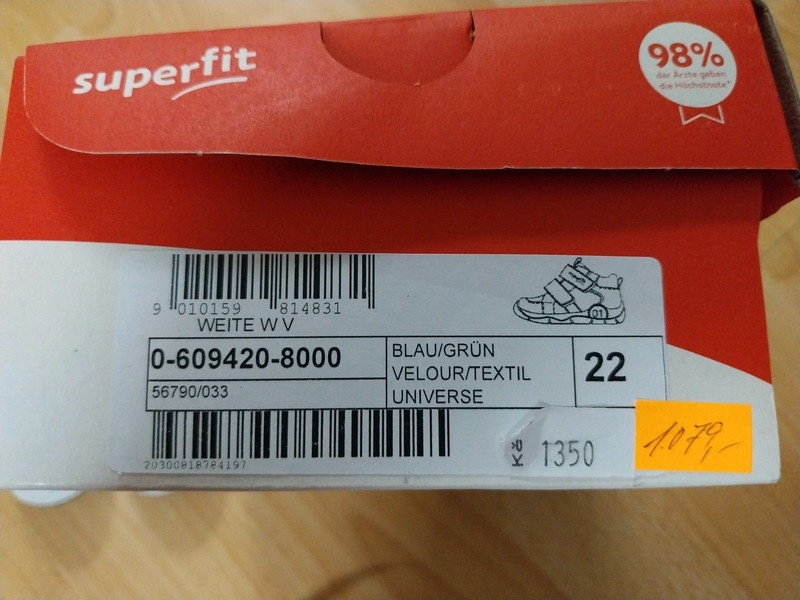 superfit
98%
der Ärzte geben
die Höchstnote*
9 010159 814831
WEITE W V
0-609420-8000
56790/033
BLAU/GRÜN
VELOUR/TEXTIL
UNIVERSE
22
20300818784197
Kč 1350
1.079,-